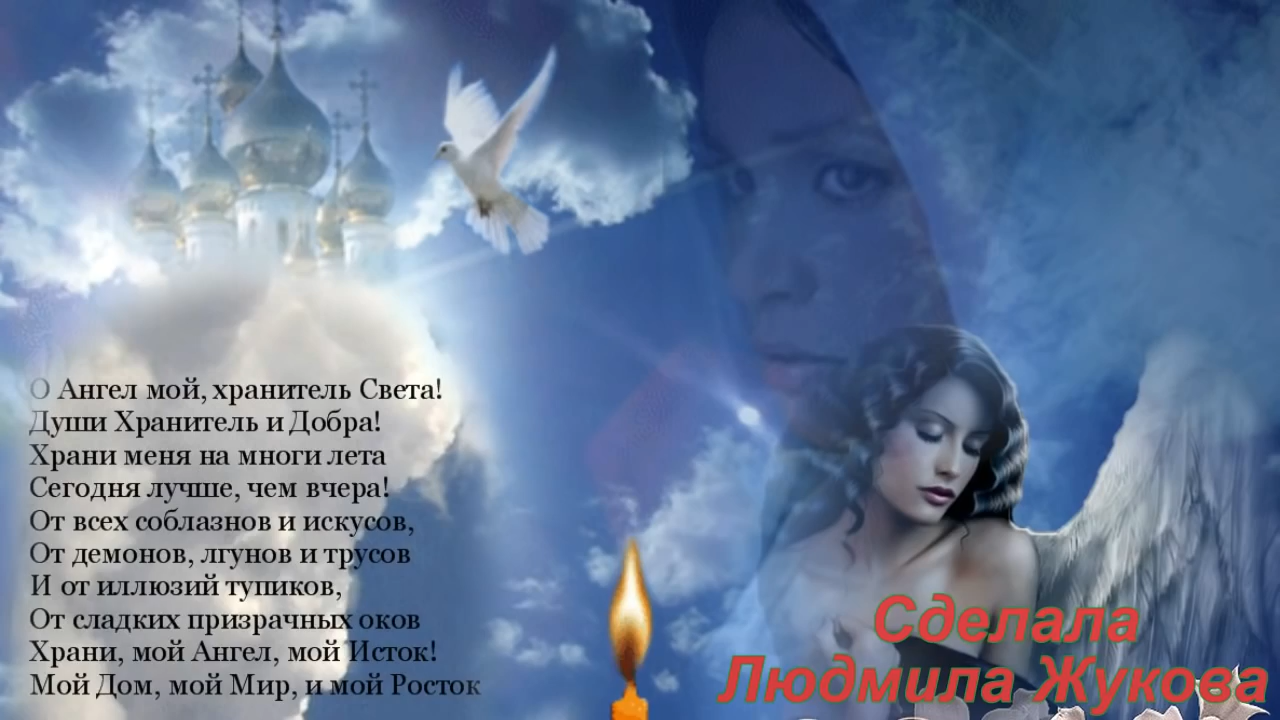 О Ангел мой, хранитель Света!
Души Хранитель и Добра!
Храни меня на многи лета
Сегодня лучше, чем вчера!
От всех соблазнов и искусов,
От демонов, лгунов и трусов
И от иллюзий тупиков,
От сладких призрачных оков
Храни, мой Ангел, мой Исток!
Мой Дом, мой Мир, и мой Росток
Сделала
Людмила Жукова